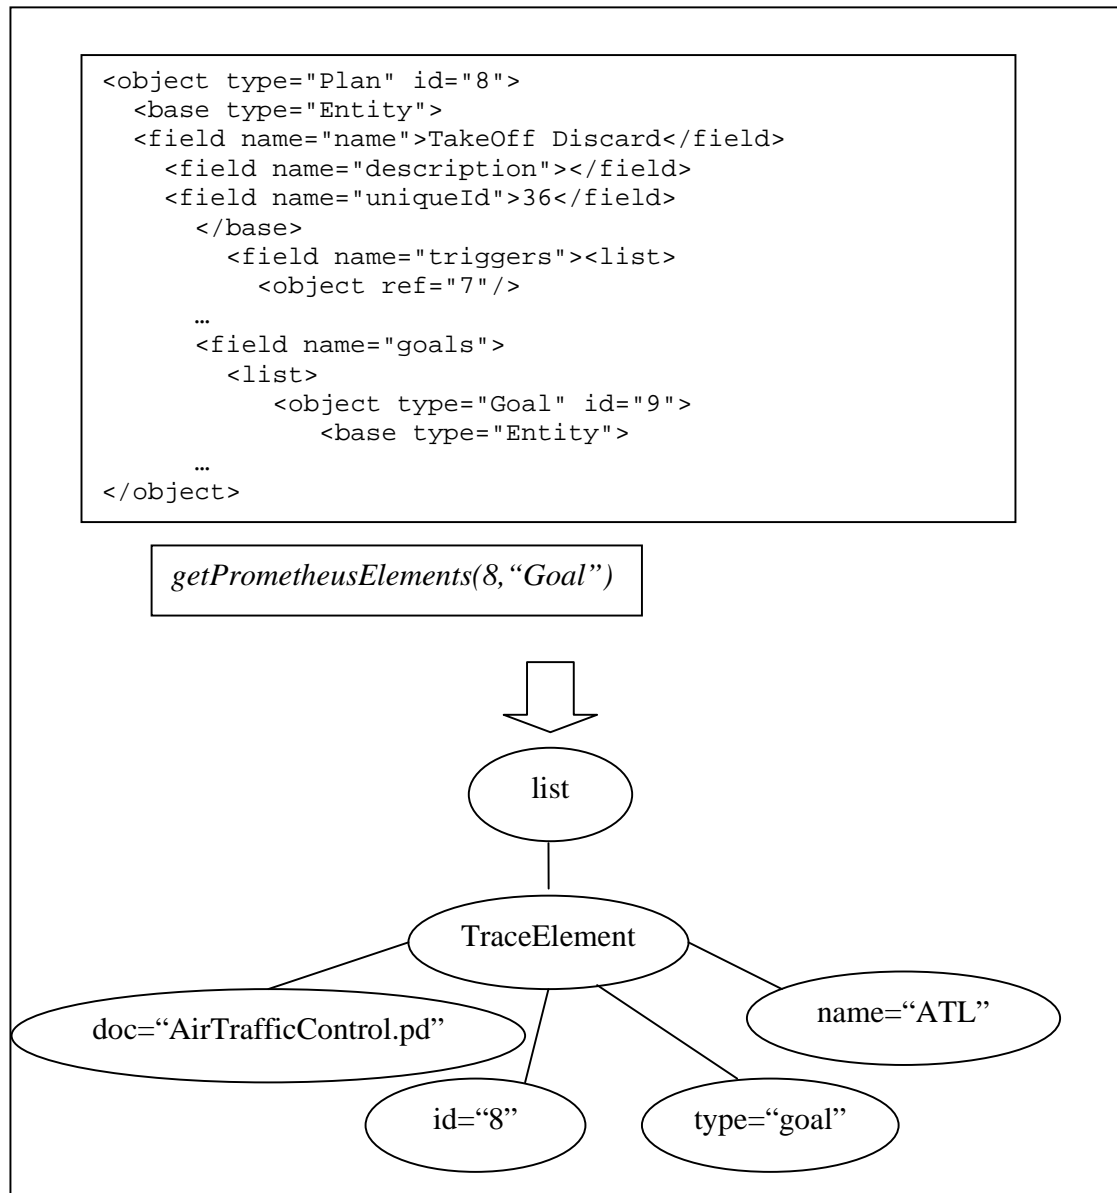 <object type="Plan" id="8">
<base type="Entity">
<field name="name">TakeOff Discard</field>
<field name="description"></field>
<field name="uniqueId">36</field>
</base>
<field name="triggers"><list>
<object ref="7"/>
…
<field name="goals">
<list>
<object type="Goal" id="9">
<base type="Entity">
…
</object>
getPrometheusElements(8,“Goal”)
list
TraceElement
doc=“AirTrafficControl.pd”
name=“ATL”
id=“8”
type=“goal”